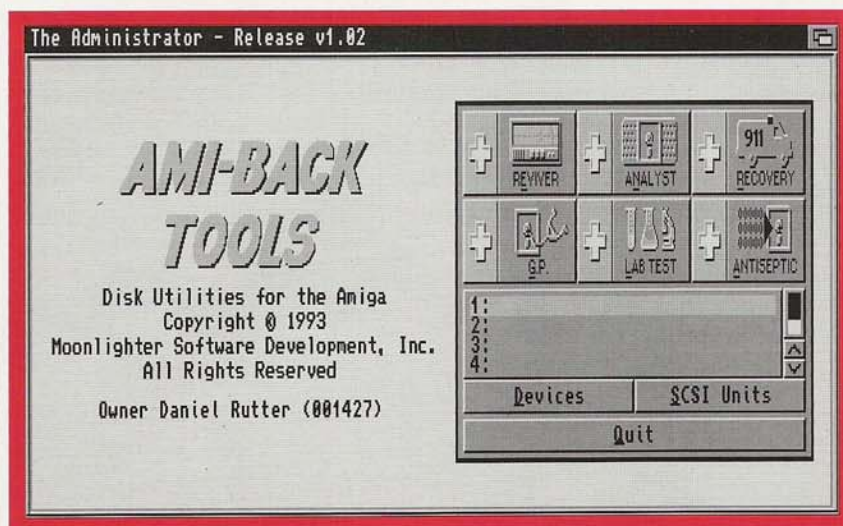 The Administrator - Release v1.02
AMI-BACK
TOOLS
Disk Utilities for the Amiga
Copyright © 1993
Moonlighter Software Development, Inc.
All Rights Reserved
Owner Daniel Rutter (001427)
REVIVER
ANALYST
911
RECOVERY
G.P.
LAB TEST
ANTISEPTIC
1:
2:
3:
4:
Devices
SCSI Units
Quit